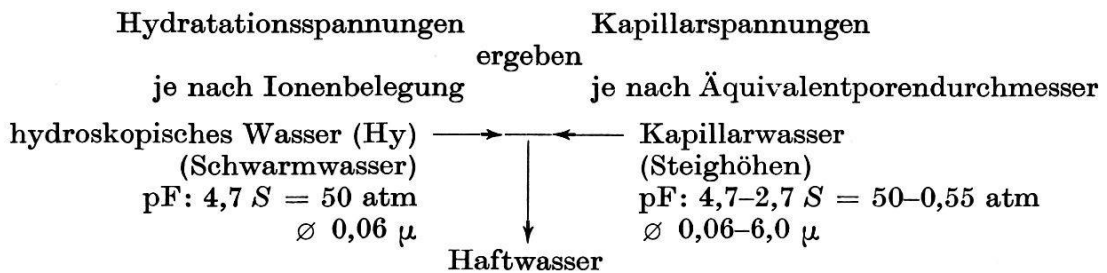 Hydratationsspannungen Kapillarspannungen
ergeben
je nach Ionenbelegung je nach Äquivalentporendurchmesser
hydroskopisches Wasser (Hy) Kapillarwasser
(Schwarmwasser) (Steighöhen)
pF: 4,7 S = 50 atm pF: 4,7–2,7 S = 50–0,55 atm
⌀ 0,06 μ ⌀ 0,06–6,0 μ
Haftwasser